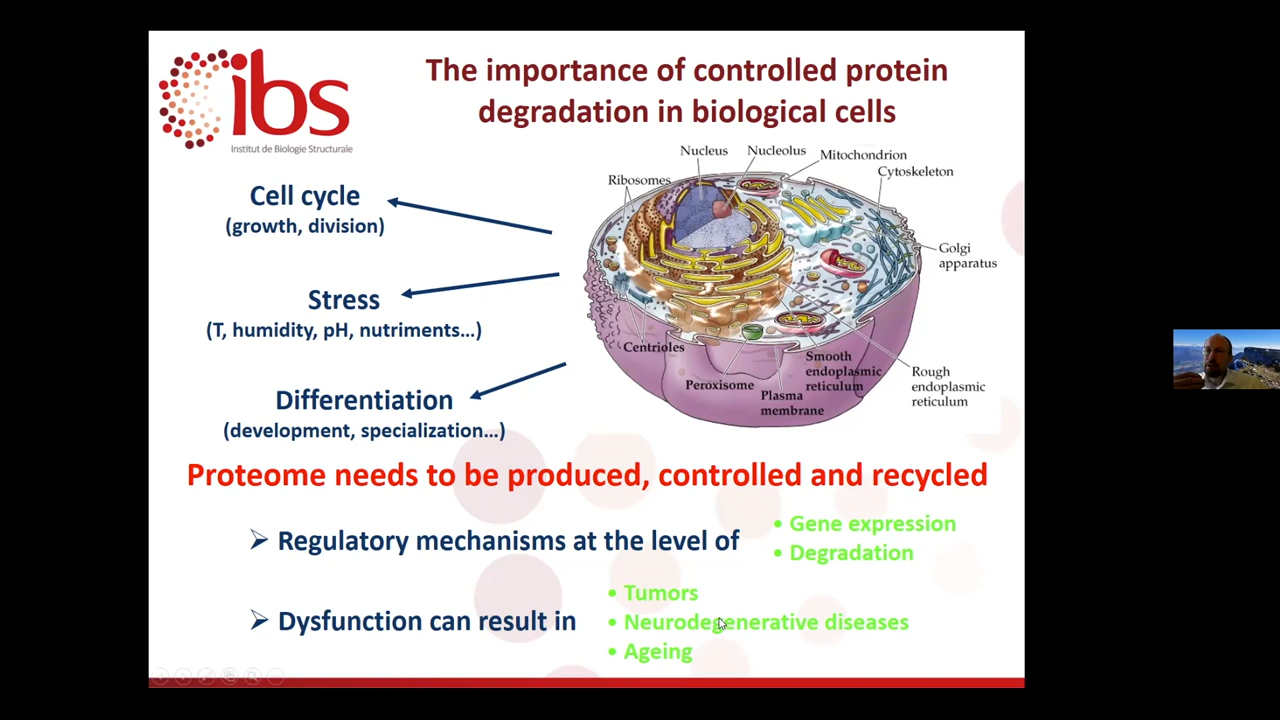 ibs
Institut de Biologie Structurale
The importance of controlled protein
degradation in biological cells
Cell cycle
(growth, division)
Stress
(T, humidity, pH, nutriments...)
Differentiation
(development, specialization...)
Nucleus
Nucleolus
Mitochondrion
Cytoskeleton
Ribosomes
Golgi
apparatus
Centrioles
Peroxisome
Plasma
membrane
Smooth
endoplasmic
reticulum
Rough
endoplasmic
reticulum
Proteome needs to be produced, controlled and recycled
➢ Regulatory mechanisms at the level of
• Gene expression
• Degradation
➢ Dysfunction can result in
• Tumors
• Neurodegenerative diseases
• Ageing